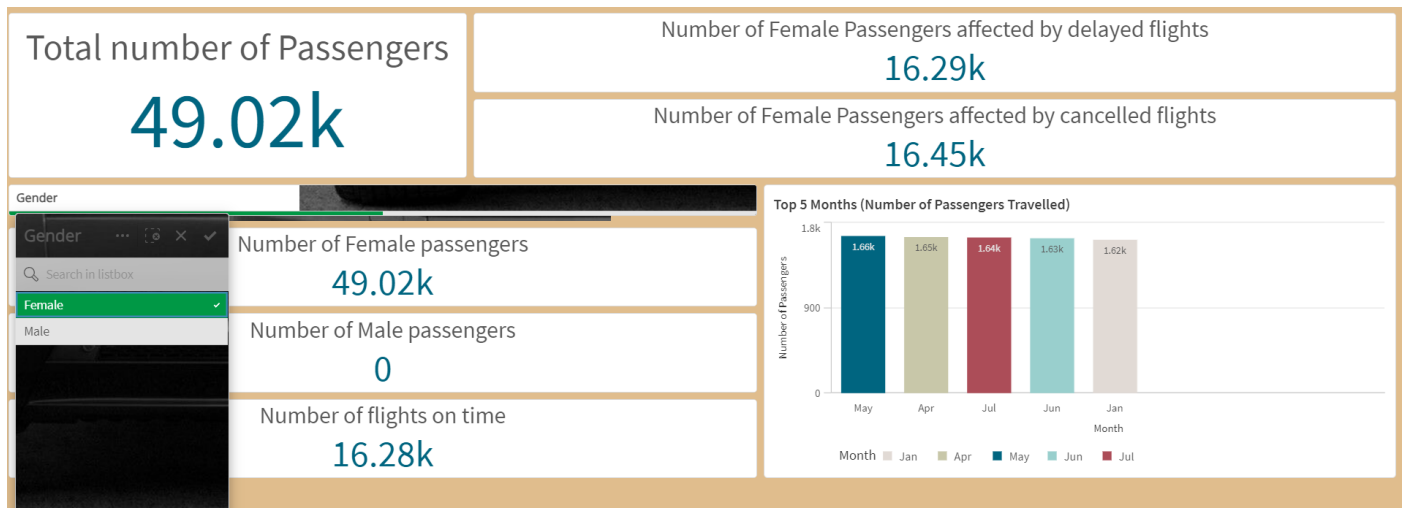 Total number of Passengers
49.02k
Number of Female Passengers affected by delayed flights
16.29k
Number of Female Passengers affected by cancelled flights
16.45k
Gender
Gender
Search in listbox
Female
Male
Number of Female passengers
49.02k
Number of Male passengers
0
Number of flights on time
16.28k
Top 5 Months (Number of Passengers Travelled)
Number of Passengers
1.8k
900
0
1.66k 1.65k 1.64k 1.63k 1.62k
May Apr Jul Jun Jan
Month
Month Jan Apr May Jun Jul